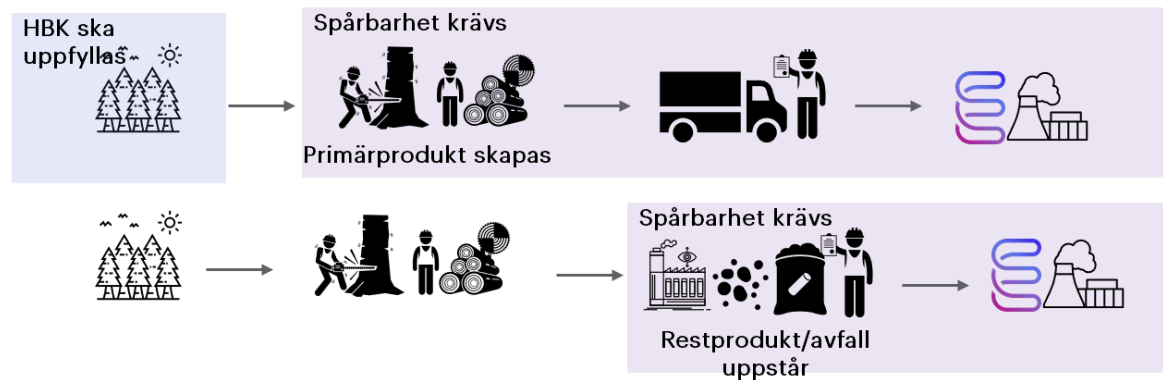 HBK ska
uppfyllas
Spårbarhet krävs
Primärprodukt skapas
Spårbarhet krävs
Restprodukt/avfall
uppstår